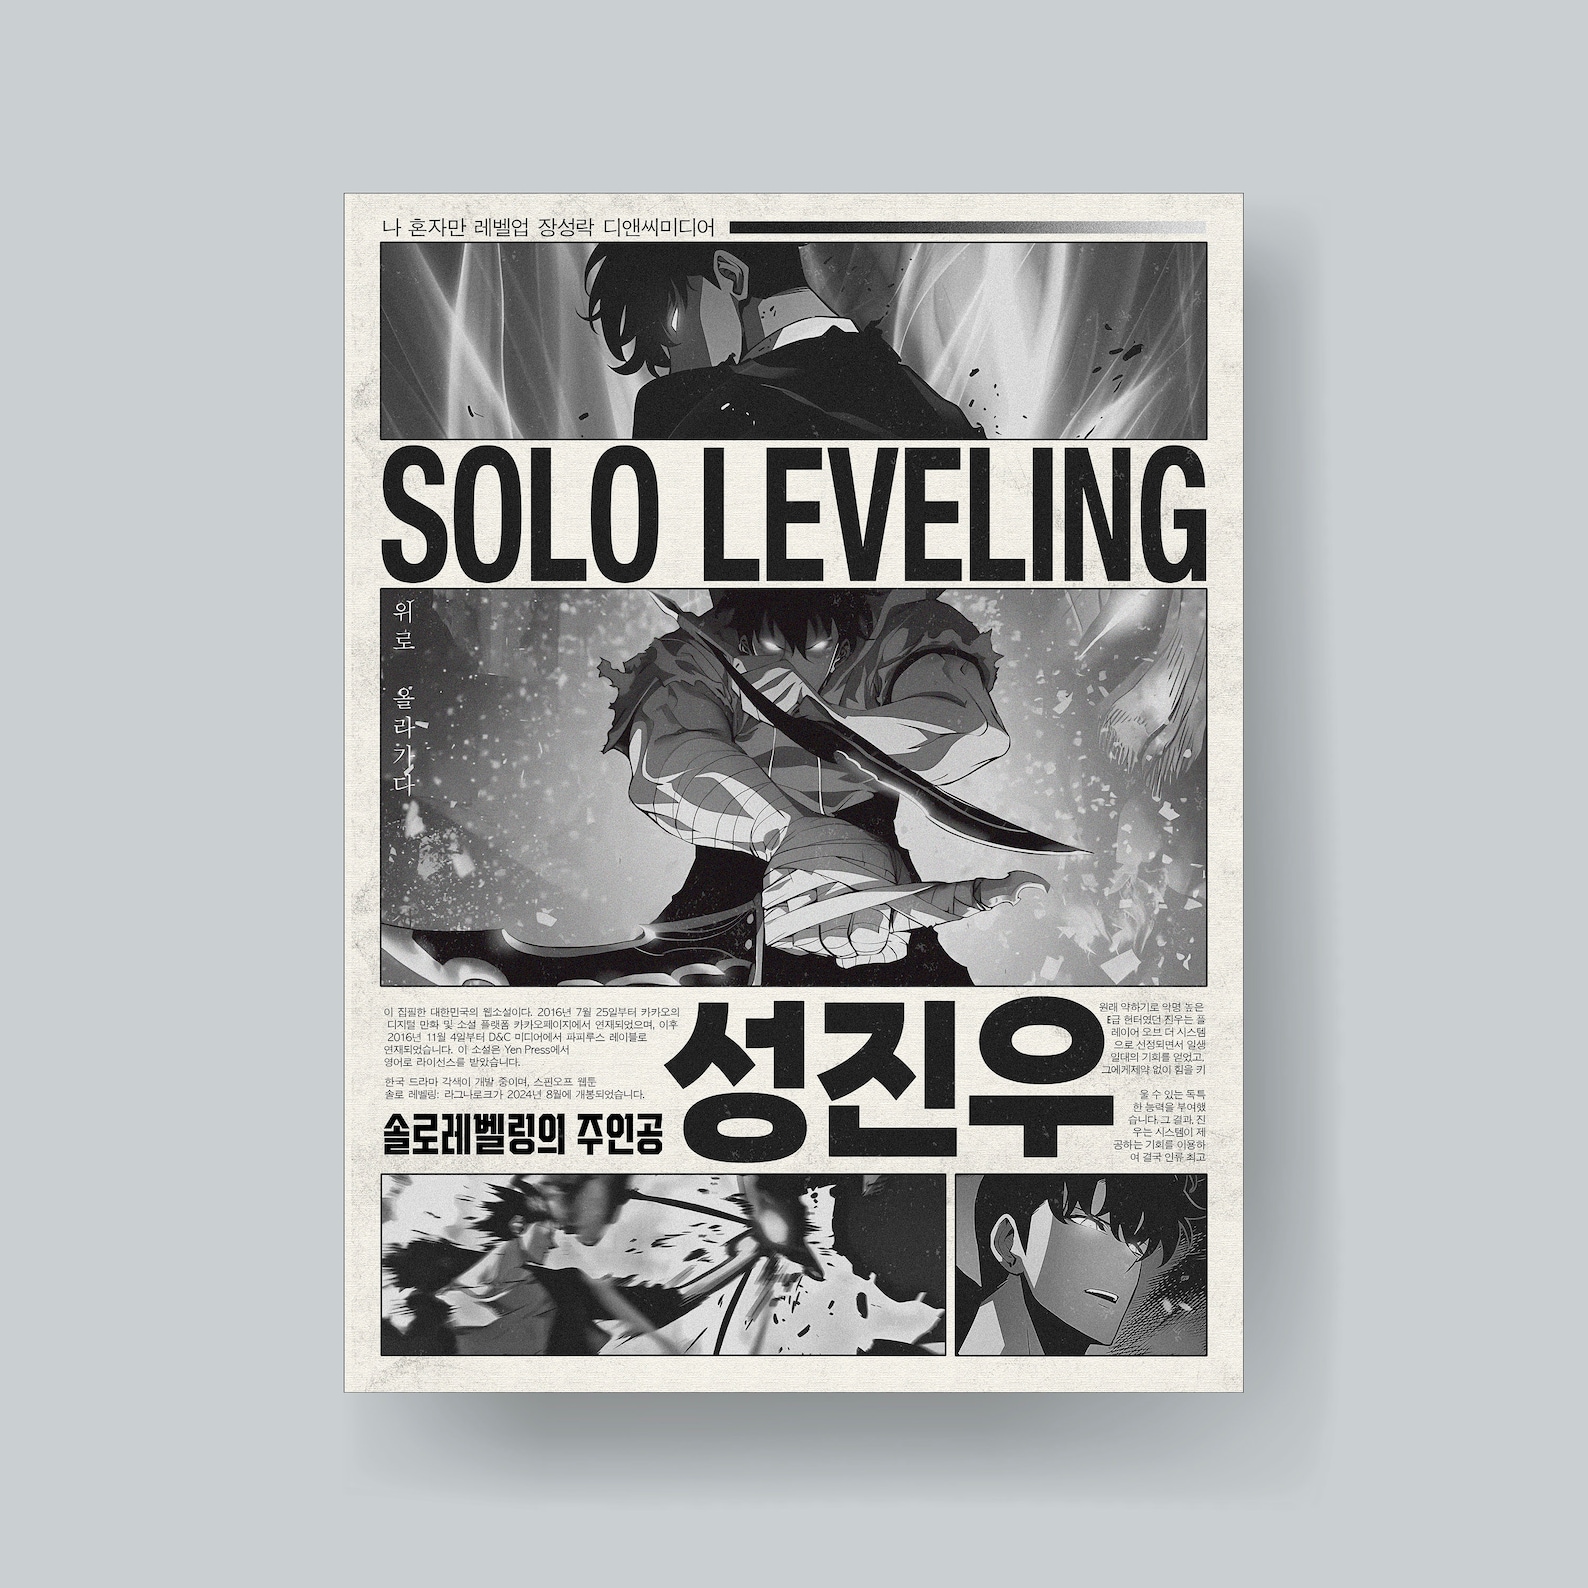 나 혼자만 레벨업 장성락 디앤씨미디어
SOLO LEVELING
위로 올라가다
이 집필한 대한민국의 웹소설이다. 2016년 7월 25일부터 카카오의
디지털 만화 및 소설 플랫폼 카카오페이지에서 연재되었으며, 이후
2016년 11월 4일부터 D&C 미디어에서 파피루스 레이블로
연재되었습니다. 이 소설은 Yen Press에서
영어로 라이선스를 받았습니다.
한국 드라마 각색이 개발 중이며, 스핀오프 웹툰
솔로 레벨링: 라그나로크가 2024년 8월에 개봉되었습니다.
솔로레벨링의 주인공
성진우
원래 약하기로 악명 높은
E급 헌터였던 진우는 플
레이어 오브 더 시스템
으로 선정되면서 일생
일대의 기회를 얻었고,
그에게제약 없이 힘을 키
울 수 있는 독특
한 능력을 부여했
습니다. 그 결과, 진
우는 시스템이 제
공하는 기회를 이용하
여 결국 인류 최고